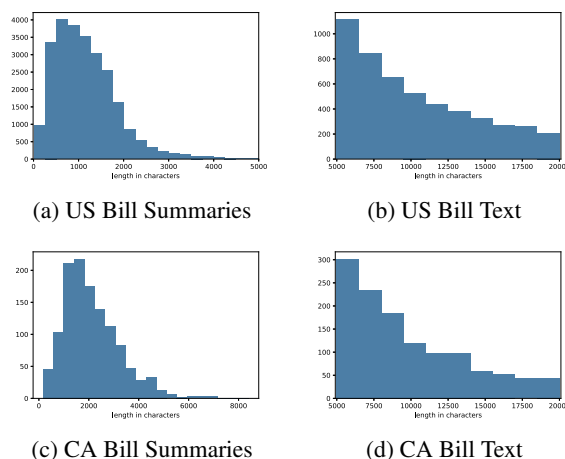 4000
3500
3000
2500
2000
1500
1000
500
0
0 1000 2000 3000 4000 5000
length in characters
(a) US Bill Summaries
1000
800
600
400
200
0
5000 7500 10000 12500 15000 17500 20000
length in characters
(b) US Bill Text
200
150
100
50
0
0 2000 4000 6000 8000
length in characters
(c) CA Bill Summaries
300
250
200
150
100
50
0
5000 7500 10000 12500 15000 17500 2000
length in characters
(d) CA Bill Text